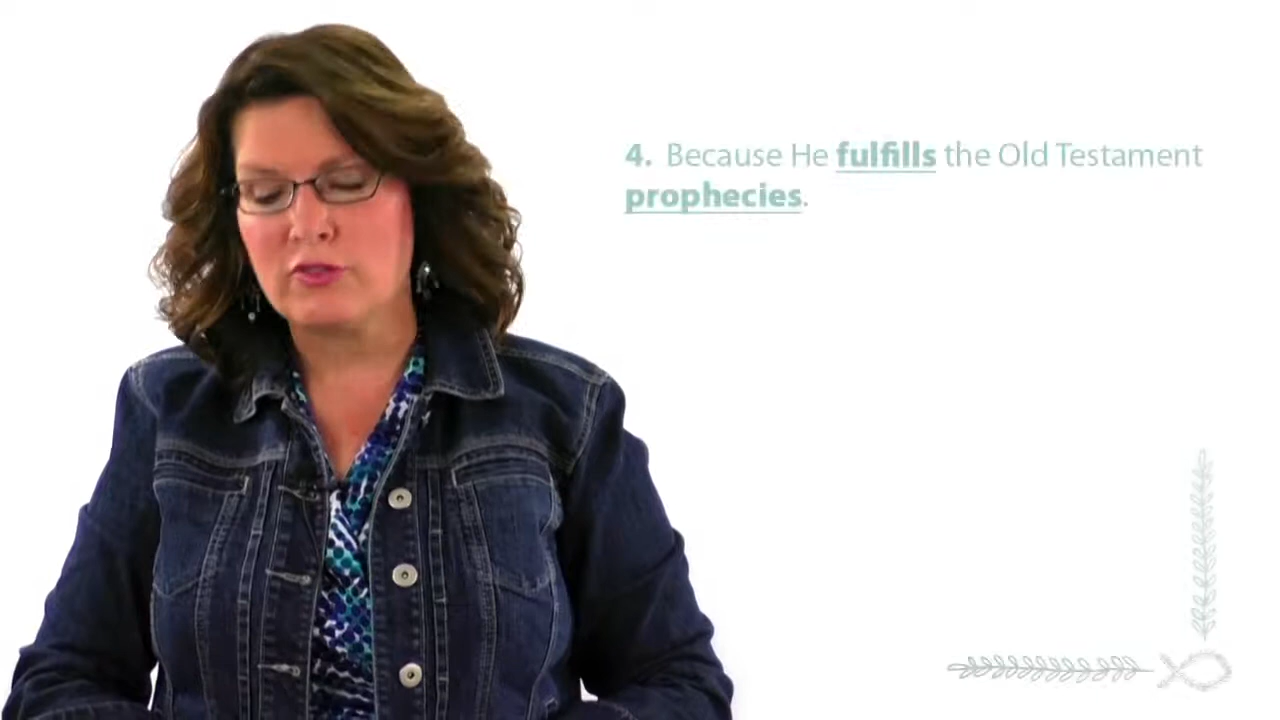 4. Because He fulfills the Old Testament
prophecies.